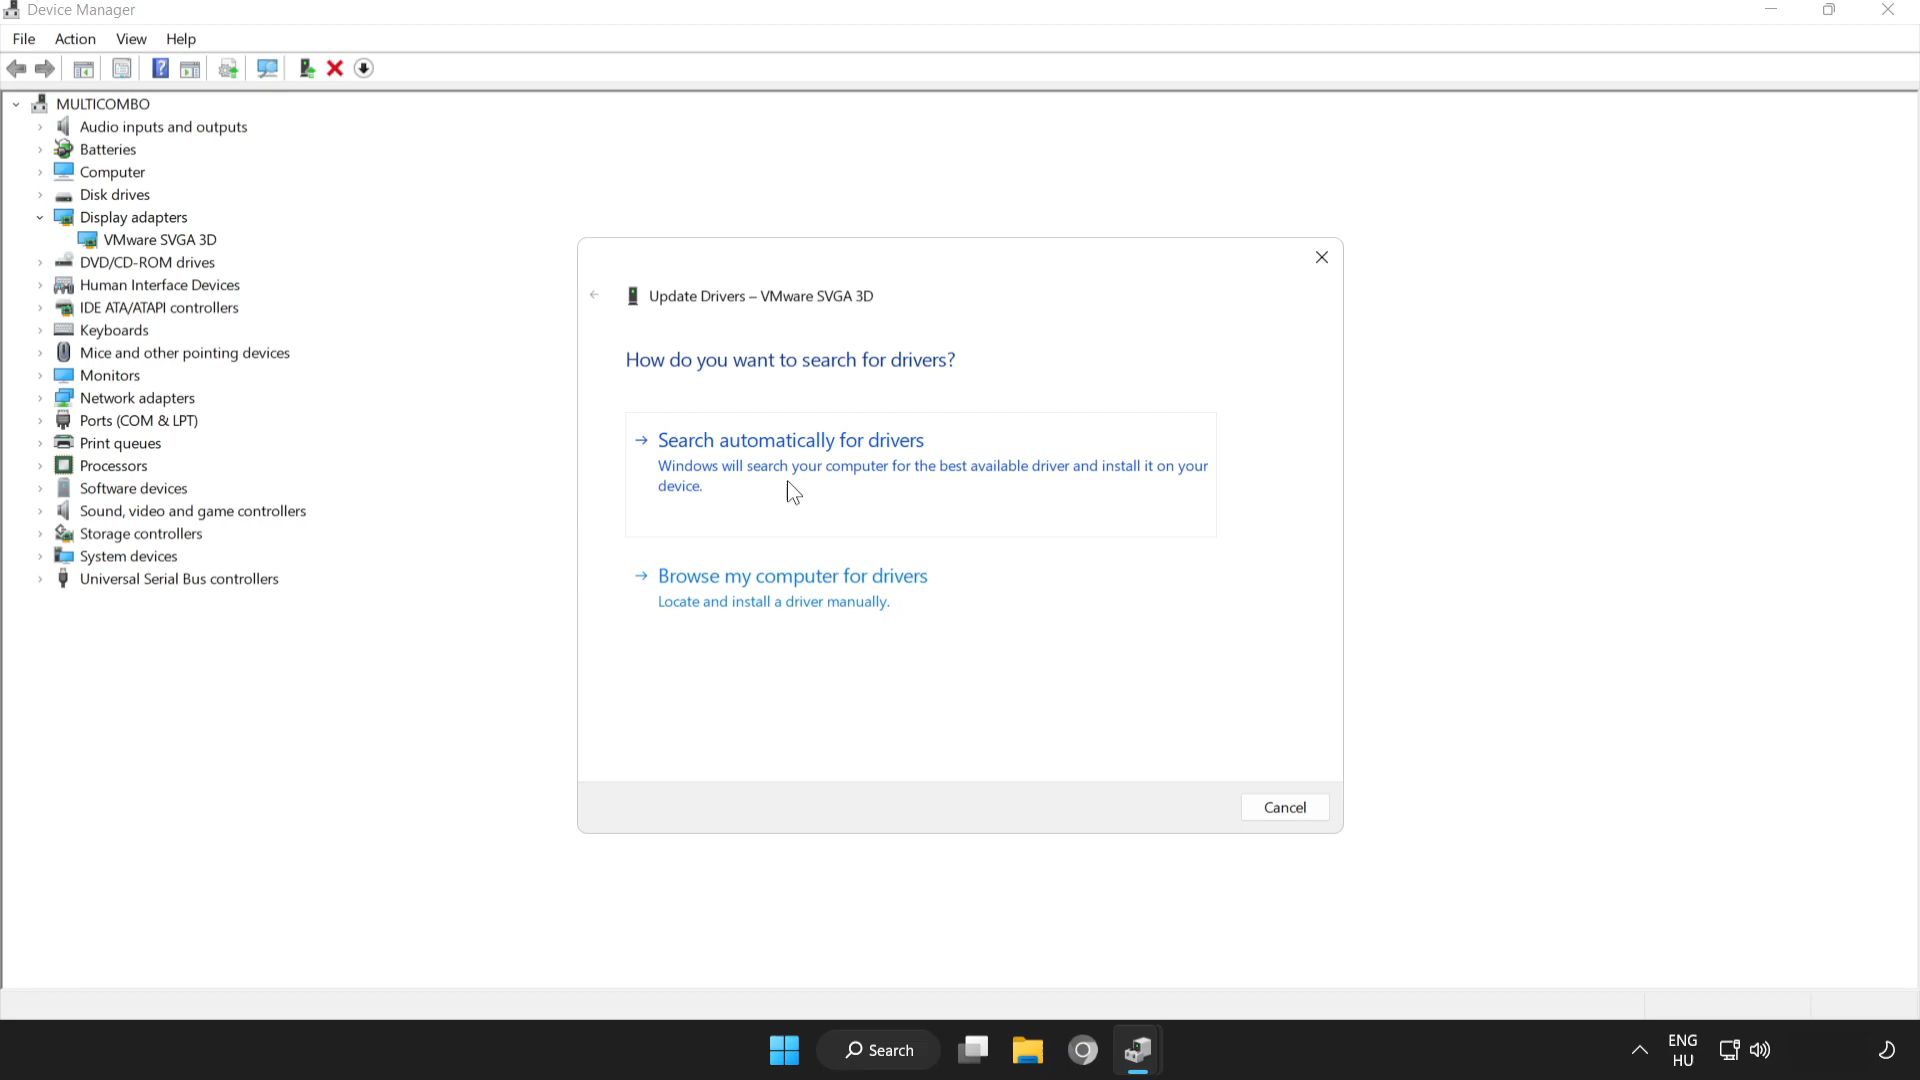 Device Manager
File Action View Help
MULTICOMBO
Audio inputs and outputs
Batteries
Computer
Disk drives
Display adapters
VMware SVGA 3D
DVD/CD-ROM drives
Human Interface Devices
IDE ATA/ATAPI controllers
Keyboards
Mice and other pointing devices
Monitors
Network adapters
Ports (COM & LPT)
Print queues
Processors
Software devices
Sound, video and game controllers
Storage controllers
System devices
Universal Serial Bus controllers
Update Drivers – VMware SVGA 3D
How do you want to search for drivers?
Search automatically for drivers
Windows will search your computer for the best available driver and install it on your
device.
Browse my computer for drivers
Locate and install a driver manually.
Cancel
Search
ENG
HU